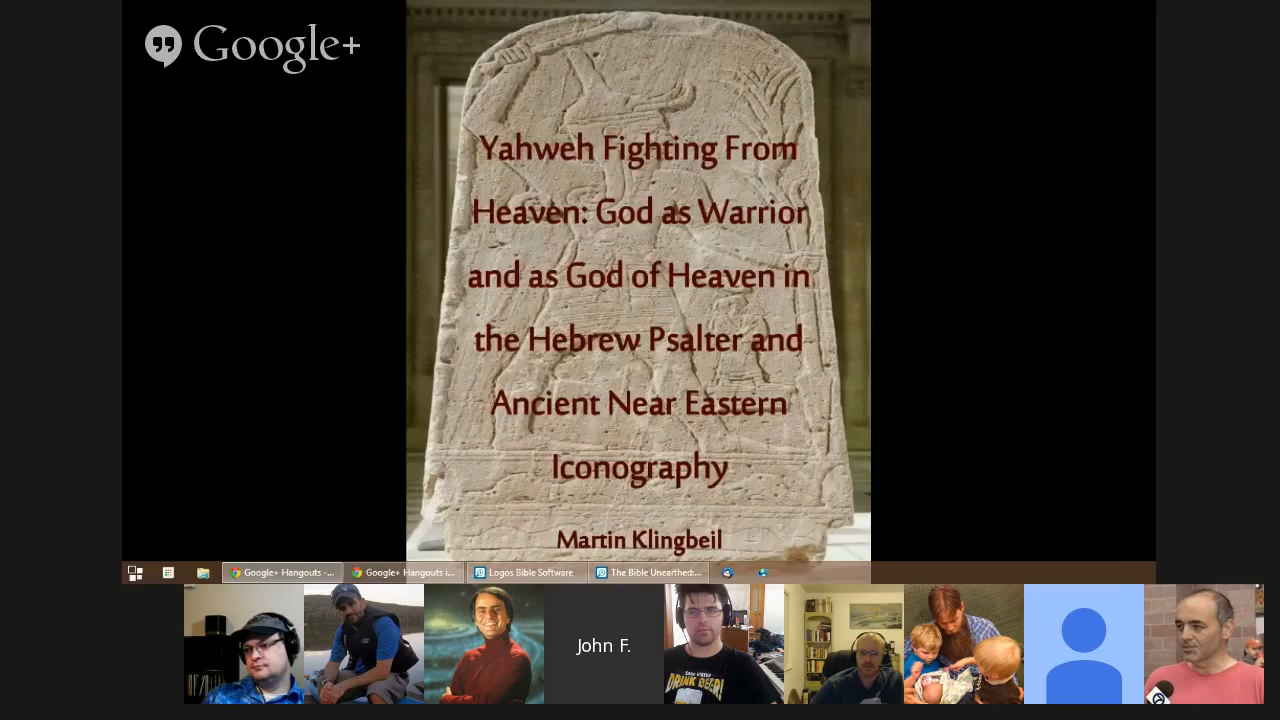 Google+
Yahweh Fighting From
Heaven: God as Warrior
and as God of Heaven in
the Hebrew Psalter and
Ancient Near Eastern
Iconography
Martin Klingbeil
Google+ Hangouts -...
Google+ Hangouts i...
Logos Bible Software
The Bible Unearthed:...
John F.
DRINK BEER!